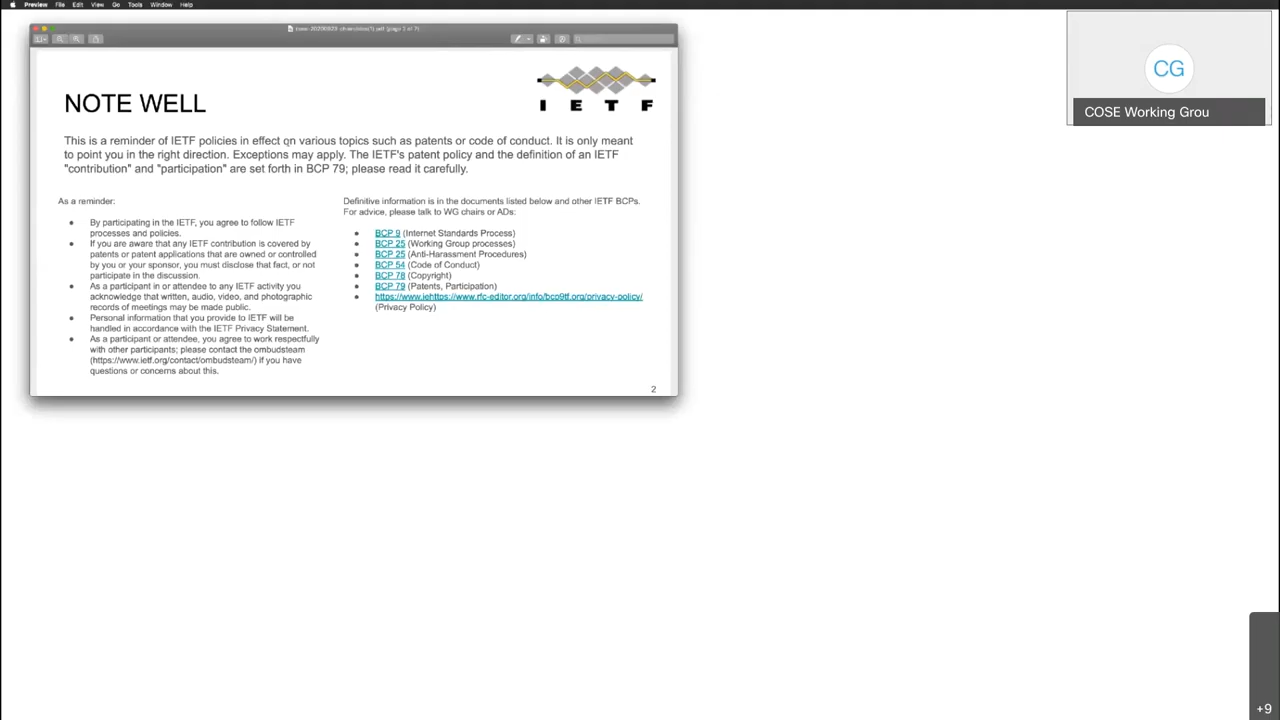 Preview File Edit View Go Tools Window Help
NOTE WELL
I E T F
This is a reminder of IETF policies in effect on various topics such as patents or code of conduct. It is only meant
to point you in the right direction. Exceptions may apply. The IETF's patent policy and the definition of an IETF
"contribution" and "participation" are set forth in BCP 79; please read it carefully.
As a reminder:
● By participating in the IETF, you agree to follow IETF
processes and policies.
● If you are aware that any IETF contribution is covered by
patents or patent applications that are owned or controlled
by you or your sponsor, you must disclose that fact, or not
participate in the discussion.
● As a participant in or attendee to any IETF activity you
acknowledge that written, audio, video, and photographic
records of meetings may be made public.
● Personal information that you provide to IETF will be
handled in accordance with the IETF Privacy Statement.
● As a participant or attendee, you agree to work respectfully
with other participants; please contact the ombudsteam
(https://www.ietf.org/contact/ombudsteam/) if you have
questions or concerns about this.
Definitive information is in the documents listed below and other IETF BCPs.
For advice, please talk to WG chairs or ADs:
● BCP 9 (Internet Standards Process)
● BCP 25 (Working Group processes)
● BCP 25 (Anti-Harassment Procedures)
● BCP 54 (Code of Conduct)
● BCP 78 (Copyright)
● BCP 79 (Patents, Participation)
● https://www.iehttps://www.rfc-editor.org/info/bcp9tf.org/privacy-policy/
(Privacy Policy)
2
CG
COSE Working Grou
+9